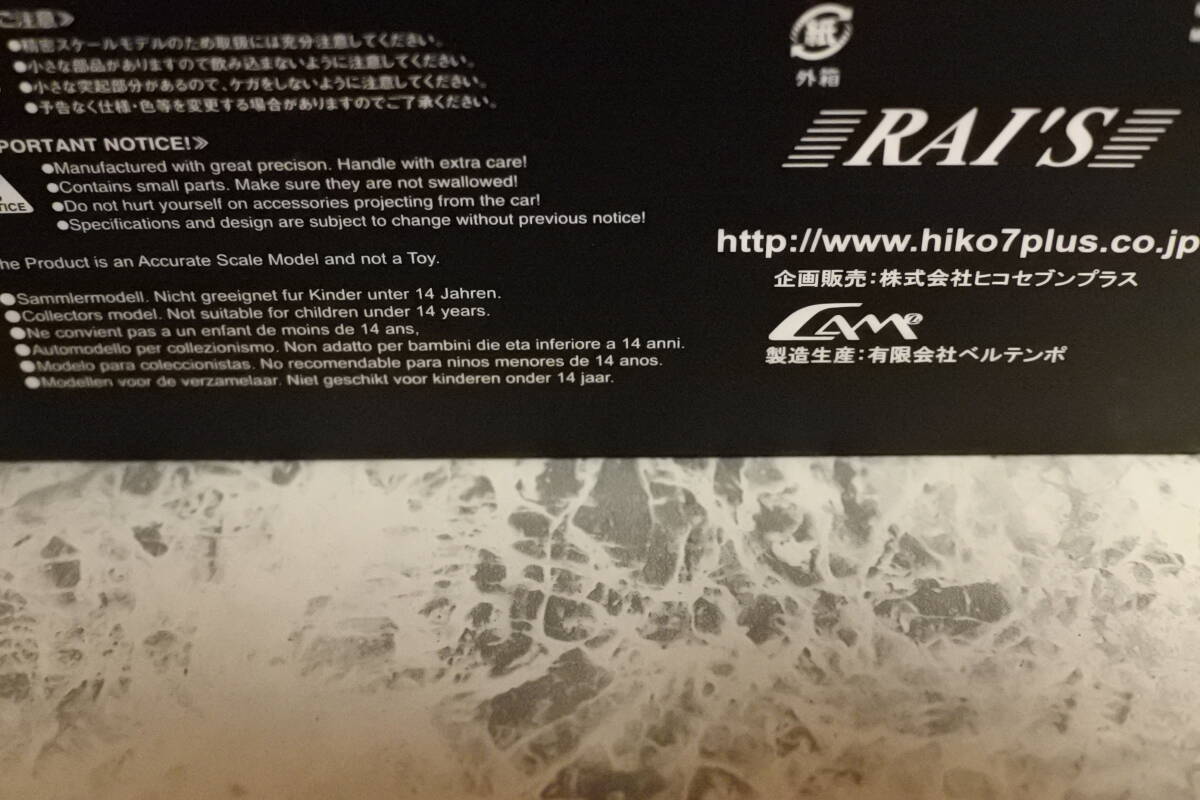 ご注意》
●精密スケールモデルのため取扱には充分注意してください。
●小さな部品がありますので飲み込まないように注意してください。
●小さな突起部分があるので、ケガをしないように注意してください。
●予告なく仕様・色等を変更する場合がありますのでご了承ください。
PORTANT NOTICE!》
●Manufactured with great precison. Handle with extra care!
●Contains small parts. Make sure they are not swallowed!
●Do not hurt yourself on accessories projecting from the car!
●Specifications and design are subject to change without previous notice!
TICE
he Product is an Accurate Scale Model and not a Toy.
●Sammlermodell. Nicht greeignet fur Kinder unter 14 Jahren.
●Collectors model. Not suitable for children under 14 years.
●Ne convient pas a un enfant de moins de 14 ans,
●Automodello per collezionismo. Non adatto per bambini die eta inferiore a 14 anni.
●Modelo para coleccionistas. No recomendable para ninos menores de 14 anos.
●Modellen voor de verzamelaar. Niet geschikt voor kinderen onder 14 jaar.
紙
外箱
RAI'S
http://www.hiko7plus.co.jp
企画販売：株式会社ヒコセブンプラス
CAM2
製造生産：有限会社ベルテンポ